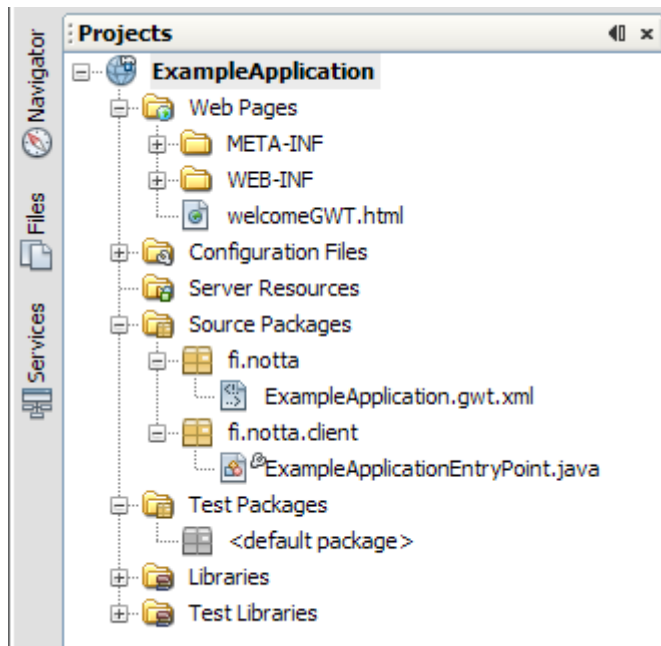 Projects
Navigator
Files
Services
ExampleApplication
Web Pages
META-INF
WEB-INF
welcomeGWT.html
Configuration Files
Server Resources
Source Packages
fi.notta
ExampleApplication.gwt.xml
fi.notta.client
ExampleApplicationEntryPoint.java
Test Packages
<default package>
Libraries
Test Libraries